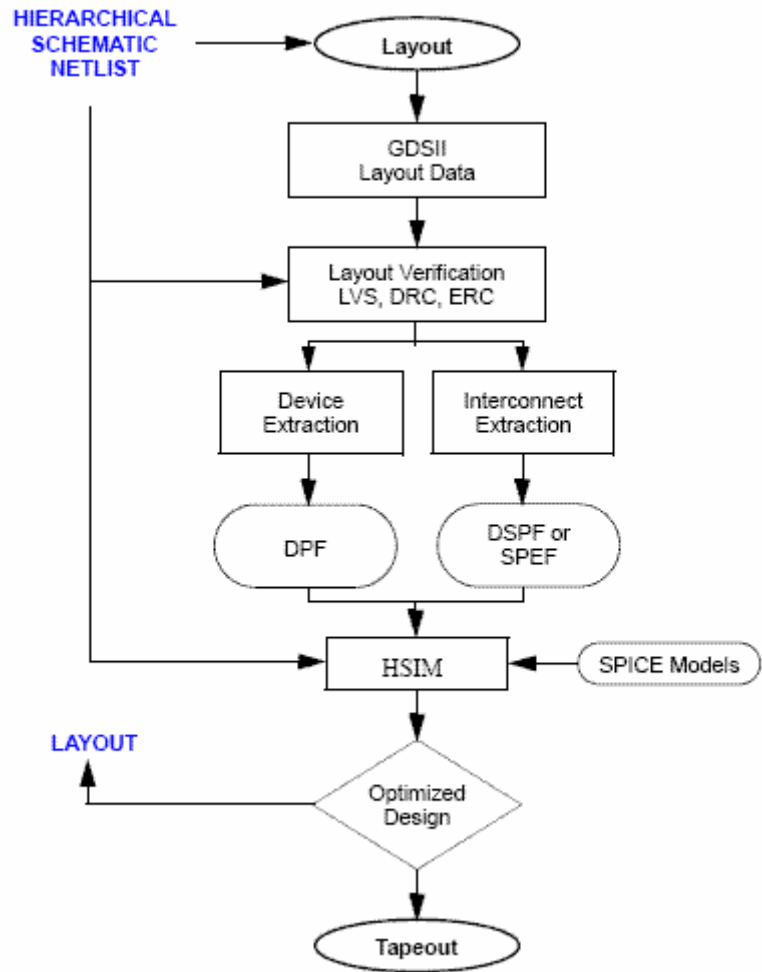 HIERARCHICAL
SCHEMATIC
NETLIST
Layout
GDSII
Layout Data
Layout Verification
LVS, DRC, ERC
Device
Extraction
Interconnect
Extraction
DPF
DSPF or
SPEF
HSIM
SPICE Models
LAYOUT
Optimized
Design
Tapeout